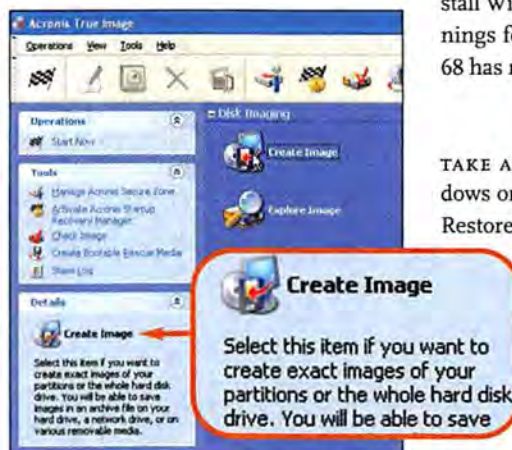 Acronis True Image
Operations View Tools Help
Operations
Start Now
Tools
Manage Acronis Secure Zone
Activate Acronis Startup
Recovery Manager
Check Image
Create Bootable Rescue Media
Show Log
Details
Create Image
Select this item if you want to
create exact images of your
partitions or the whole hard disk
drive. You will be able to save
images in an archive file on your
hard drive, a network drive, or on
various removable media.
Disk Imaging
Create Image
Explore Image
Create Image
Select this item if you want to
create exact images of your
partitions or the whole hard disk
drive. You will be able to save
stall
nings
68 has
TAKE A
dows
Restore